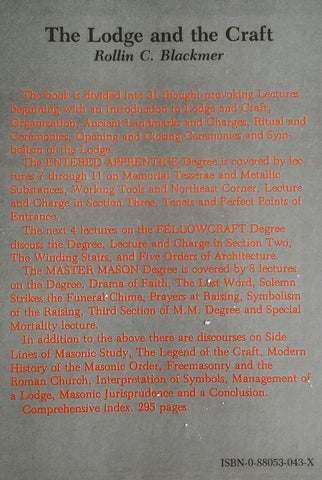 The Lodge and the Craft
Rollin C. Blackmer
The book is divided into 31 thought-provoking Lectures
beginning with an Introduction to Lodge and Craft,
Organization, Ancient Landmarks and Charges, Ritual and
Ceremonies, Opening and Closing Ceremonies and Sym-
bolism of the Lodge.
The ENTERED APPRENTICE Degree is covered by lec-
tures 7 through 11 on Memorial Tesserae and Metallic
Substances, Working Tools and Northeast Corner, Lecture
and Charge in Section Three, Tenets and Perfect Points of
Entrance.
The next 4 lectures on the FELLOWCRAFT Degree
discuss the Degree, Lecture and Charge in Section Two,
The Winding Stairs, and Five Orders of Architecture.
The MASTER MASON Degree is covered by 8 lectures
on the Degree, Drama of Faith, The Lost Word, Solemn
Strikes the Funeral Chime, Prayers at Raising, Symbolism
of the Raising, Third Section of M.M. Degree and Special
Mortality lecture.
In addition to the above there are discourses on Side
Lines of Masonic Study, The Legend of the Craft, Modern
History of the Masonic Order, Freemasonry and the
Roman Church, Interpretation of Symbols, Management of
a Lodge, Masonic Jurisprudence and a Conclusion.
Comprehensive index. 295 pages.
ISBN-0-88053-043-X